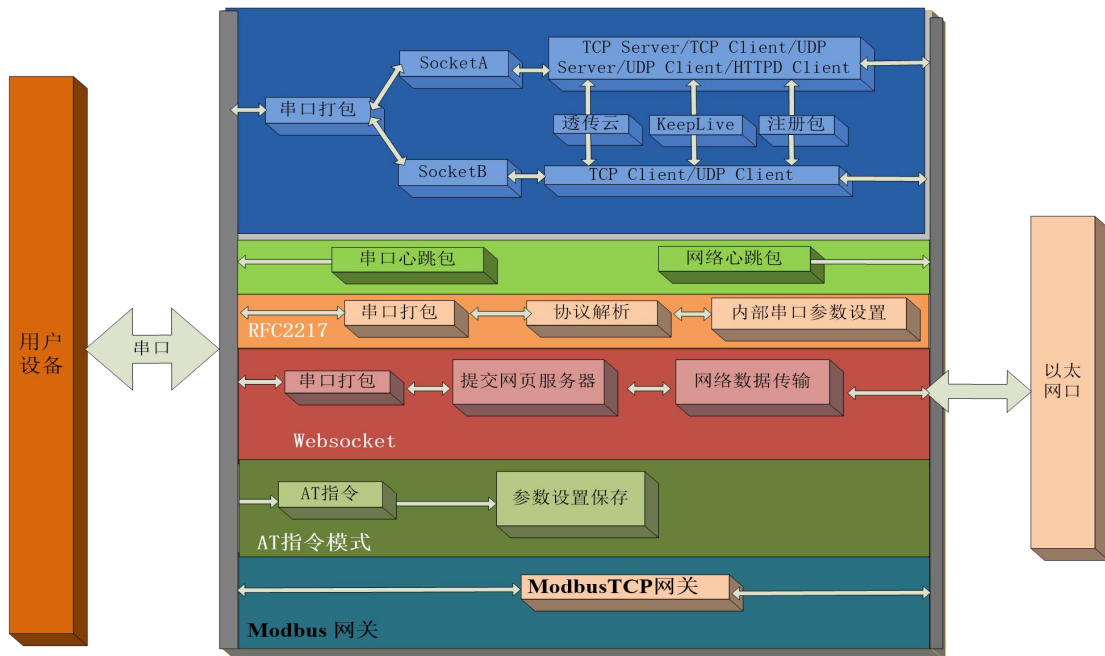 TCP Server/TCP Client/UDP
Server/UDP Client/HTTPD Client
SocketA
串口打包
透传云
KeepLive
注册包
SocketB
TCP Client/UDP Client
串口心跳包
网络心跳包
串口打包
协议解析
内部串口参数设置
RFC2217
用户
设备
串口
串口打包
提交网页服务器
网络数据传输
以太
网口
Websocket
AT指令
参数设置保存
AT指令模式
ModbusTCP网关
Modbus 网关